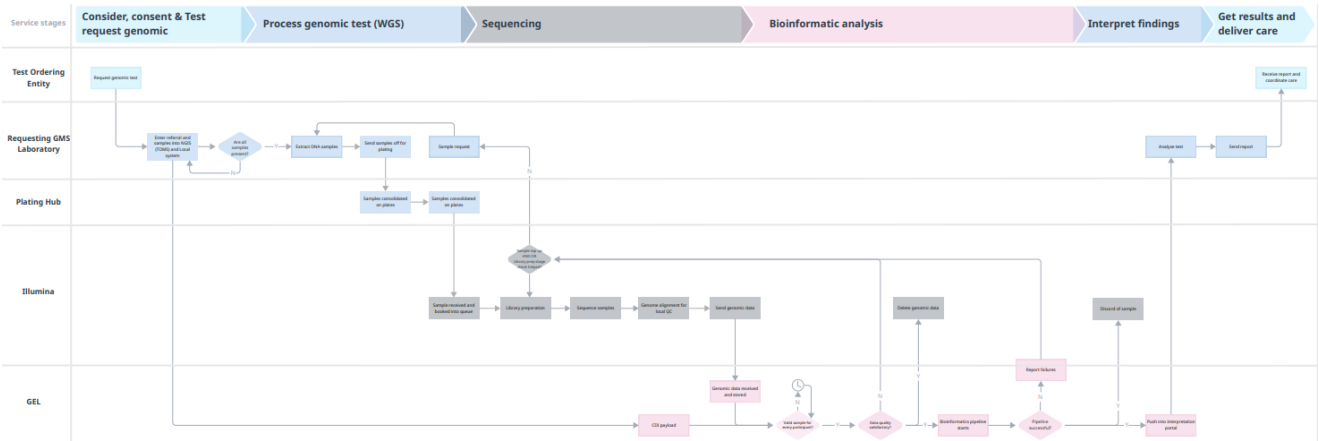 Service stages
Consider, consent & Test
request genomic
Process genomic test (WGS)
Sequencing
Bioinformatic analysis
Interpret findings
Get results and
deliver care
Test Ordering
Entity
Request genomic test
Receive report and
coordinate care
Requesting GMS
Laboratory
Enter referral and
samples into NGIS
(TOMS) and Local
system
Are all
samples
present?
Y
N
Extract DNA samples
Send samples off for
plating
Sample request
N
Analyse test
Send report
Plating Hub
Samples consolidated
on plates
Samples consolidated
on plates
Illumina
Sample received and
booked into queue
Library preparation
Sequence samples
Genome alignment for
local QC
Send genomic data
Delete genomic data
Discard of sample
GEL
Genomic data received
and stored
CSV payload
N
Valid sample for
every participant?
Y
N
Data quality
satisfactory?
Y
Y
Bioinformatics pipeline
starts
Report failures
N
Pipeline
successful?
Y
Y
Push into interpretation
portal